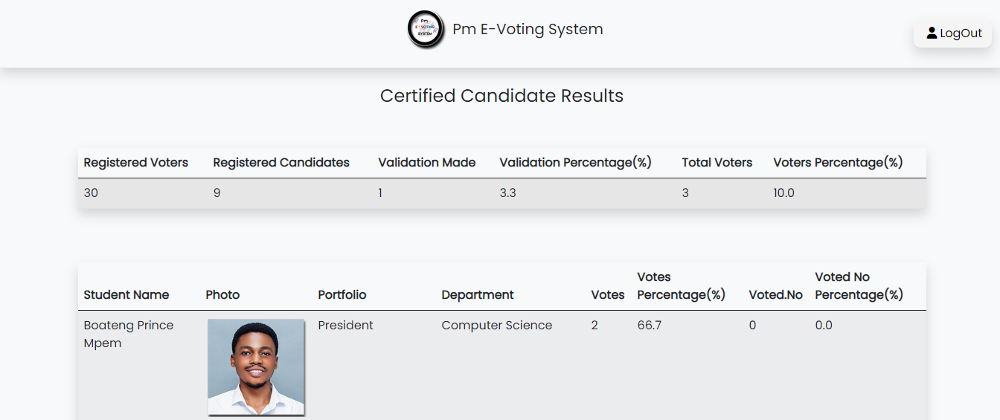 Pm
E-VOTING
SYSTEM
Pm E-Voting System
LogOut
Certified Candidate Results
Registered Voters Registered Candidates Validation Made Validation Percentage(%) Total Voters Voters Percentage(%)
30 9 1 3.3 3 10.0
Votes Voted No
Student Name Photo Portfolio Department Votes Percentage(%) Voted.No Percentage(%)
Boateng Prince President Computer Science 2 66.7 0 0.0
Mpem